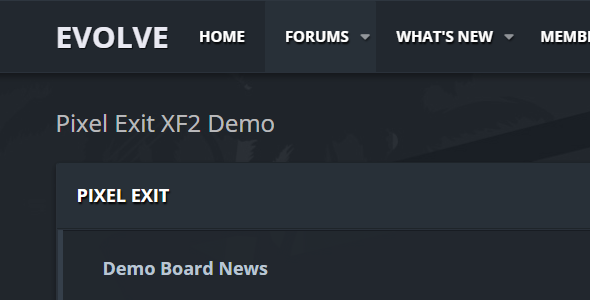 EVOLVE HOME FORUMS WHAT'S NEW
Pixel Exit XF2 Demo
PIXEL EXIT
Demo Board News